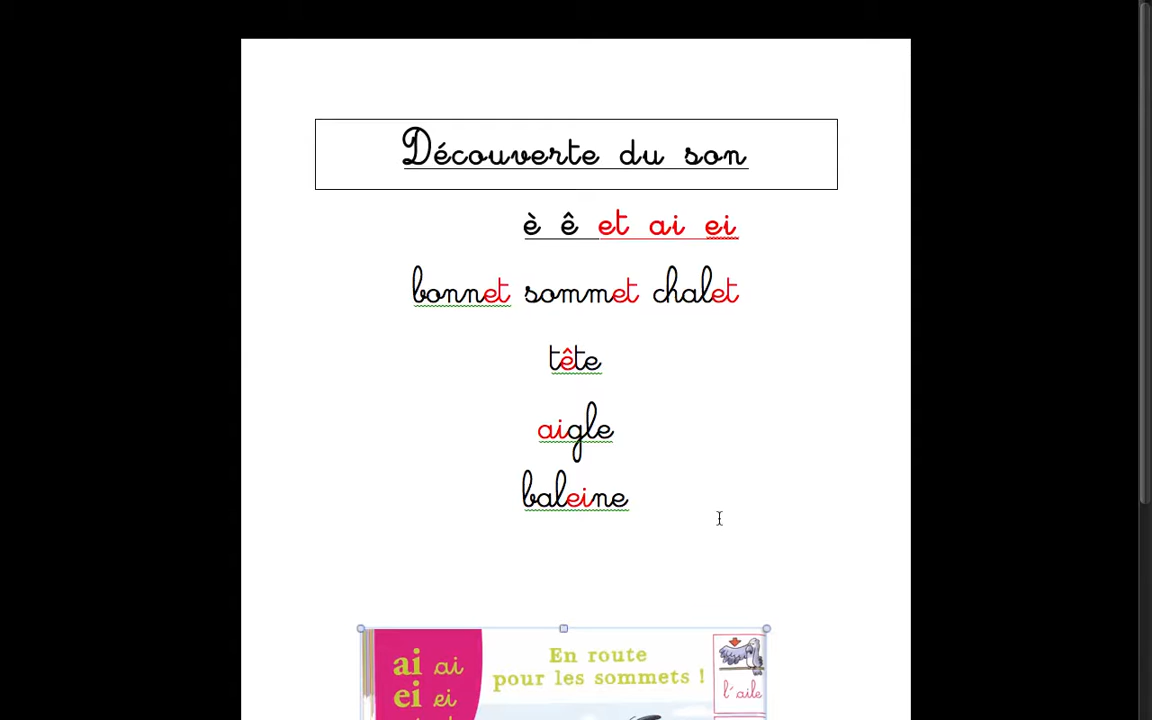 Découverte du son
è ê et ai ei
bonnet sommet chalet
tête
aigle
baleine
ai ai
ei ei
En route
pour les sommets !
l'aile